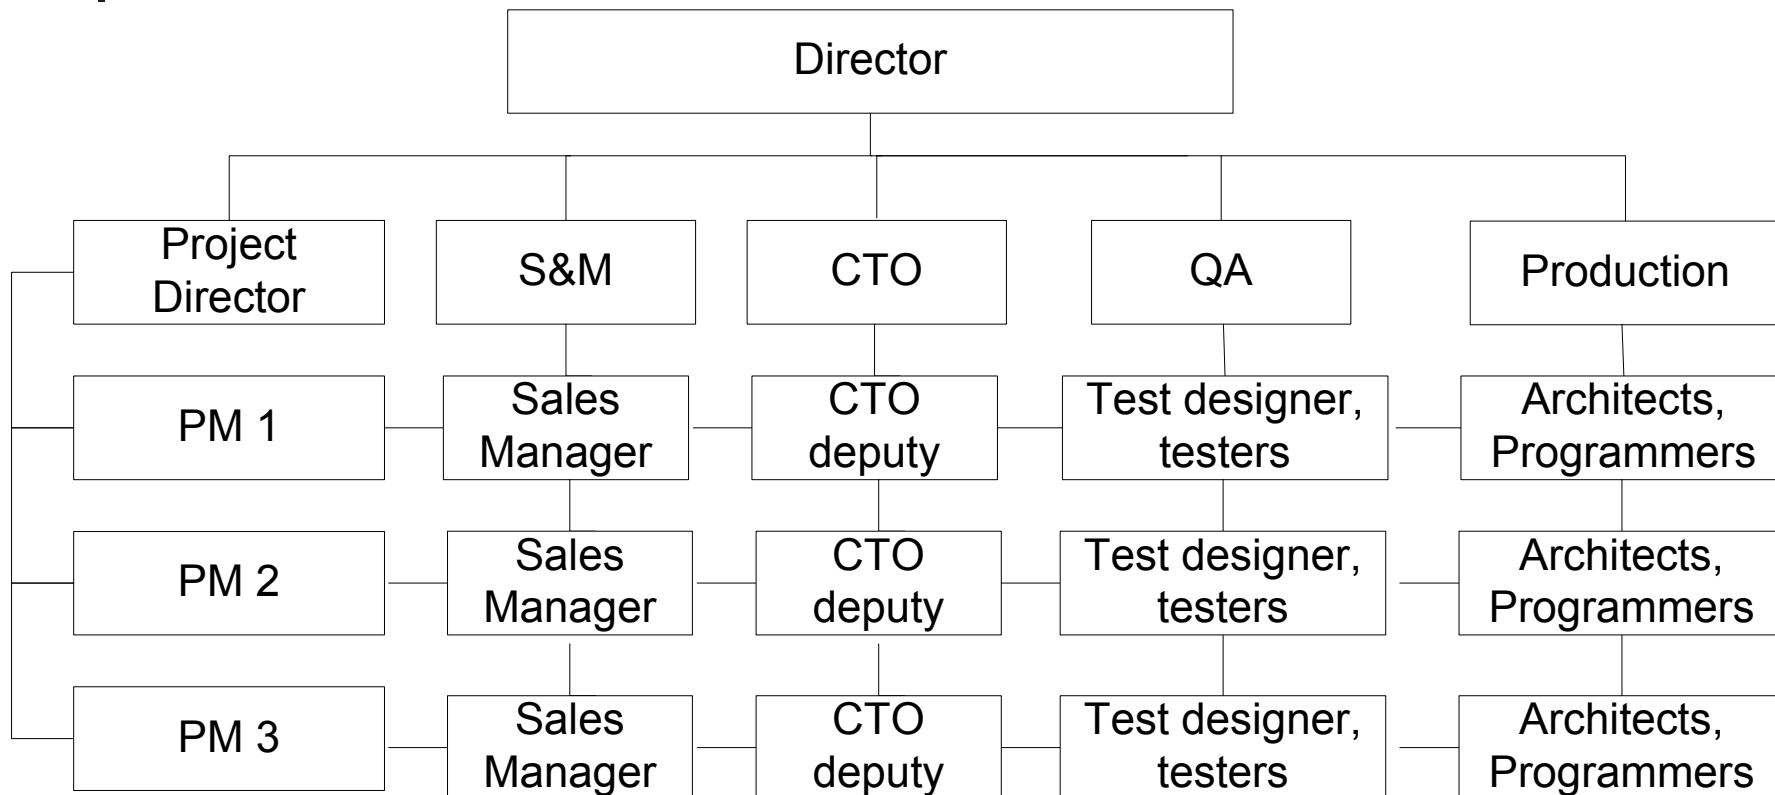 Director
Project
Director
S&M
CTO
QA
Production
PM 1
Sales
Manager
CTO
deputy
Test designer,
testers
Architects,
Programmers
PM 2
Sales
Manager
CTO
deputy
Test designer,
testers
Architects,
Programmers
PM 3
Sales
Manager
CTO
deputy
Test designer,
testers
Architects,
Programmers